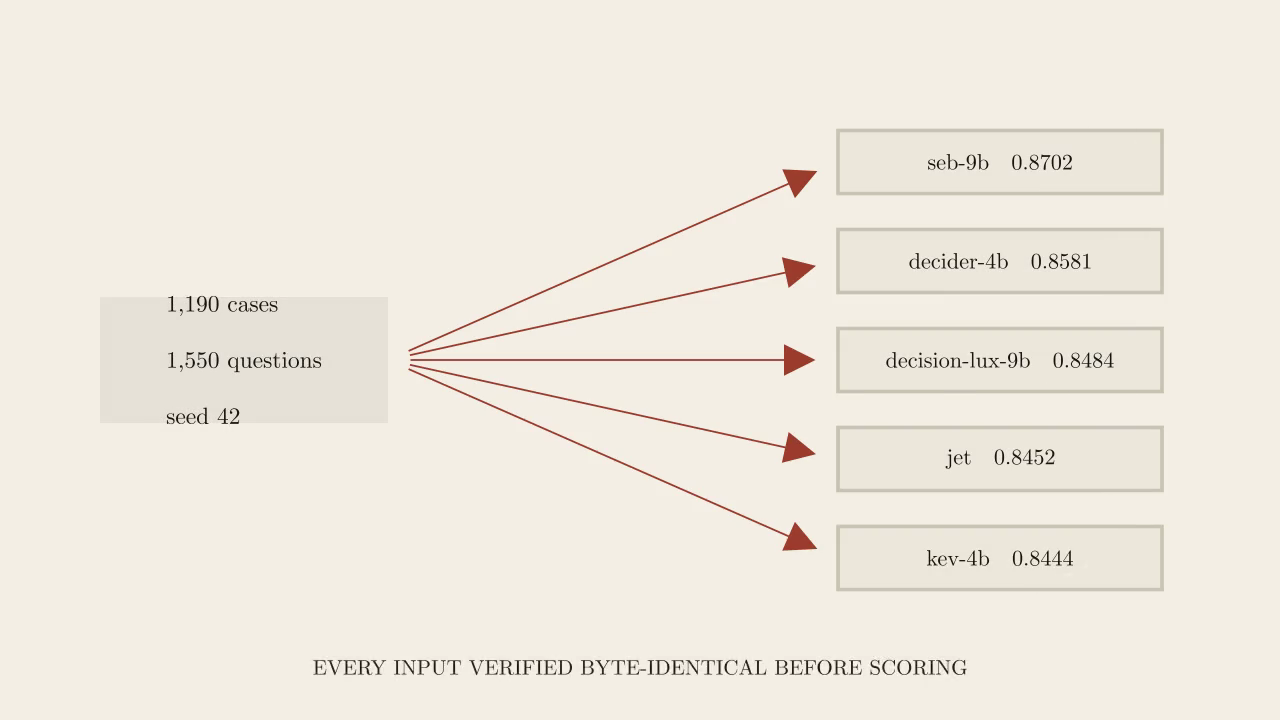 1,190 cases
1,550 questions
seed 42
seb-9b 0.8702
decider-4b 0.8581
decision-lux-9b 0.8484
jet 0.8452
kev-4b 0.8444
EVERY INPUT VERIFIED BYTE-IDENTICAL BEFORE SCORING